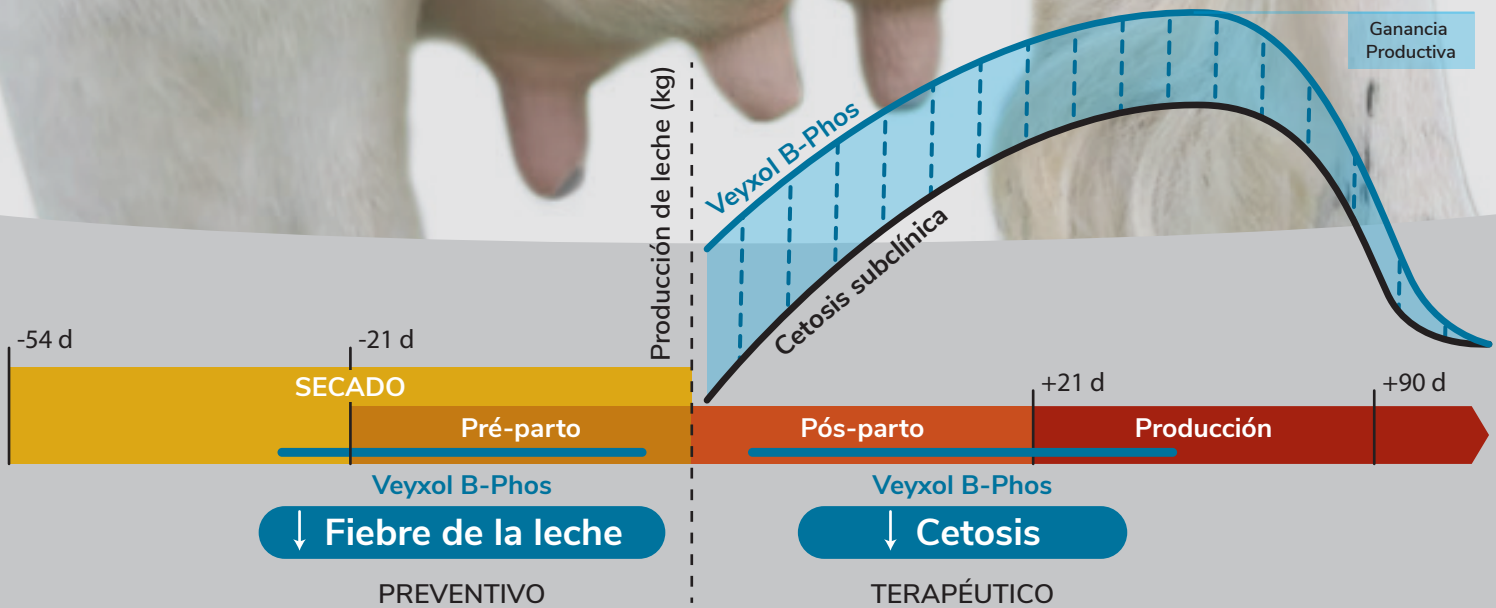 Ganancia
Productiva
Producción de leche (kg)
Veyxol B-Phos
Cetosis subclínica
-54 d
-21 d
+21 d
+90 d
SECADO
Pré-parto
Pós-parto
Producción
Veyxol B-Phos
Veyxol B-Phos
↓ Fiebre de la leche
↓ Cetosis
PREVENTIVO
TERAPÉUTICO